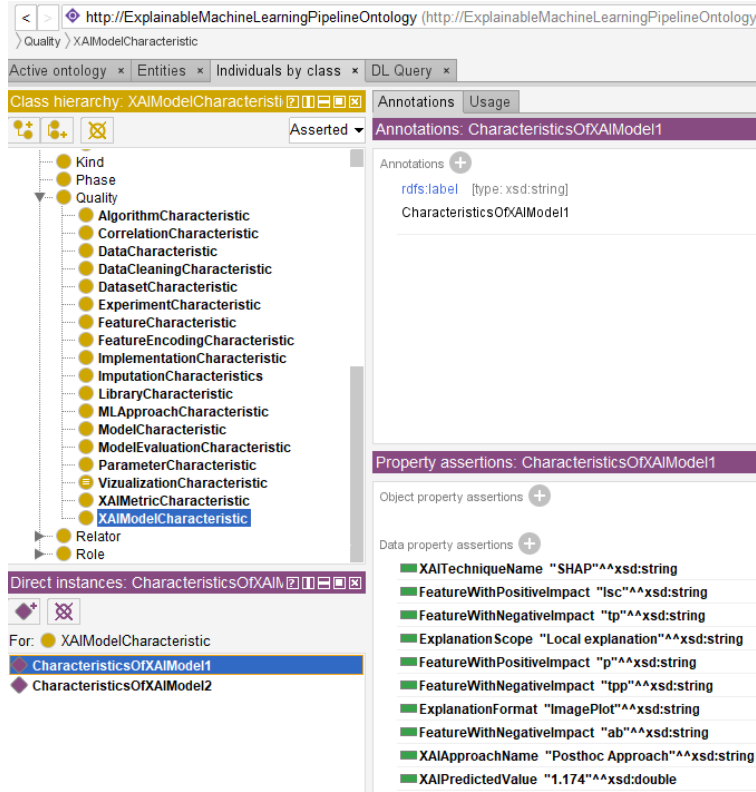 < > http://ExplainableMachineLearningPipelineOntology (http://ExplainableMachineLearningPipelineOntology
〉Quality 〉XAIModelCharacteristic
Active ontology × Entities × Individuals by class × DL Query ×
Class hierarchy: XAIModelCharacteristi
Asserted
Kind
Phase
Quality
AlgorithmCharacteristic
CorrelationCharacteristic
DataCharacteristic
DataCleaningCharacteristic
DatasetCharacteristic
ExperimentCharacteristic
FeatureCharacteristic
FeatureEncodingCharacteristic
ImplementationCharacteristic
ImputationCharacteristics
LibraryCharacteristic
MLApproachCharacteristic
ModelCharacteristic
ModelEvaluationCharacteristic
ParameterCharacteristic
VizualizationCharacteristic
XAIMetricCharacteristic
XAIModelCharacteristic
Relator
Role
Direct instances: CharacteristicsOfXAIM
For: XAIModelCharacteristic
CharacteristicsOfXAIModel1
CharacteristicsOfXAIModel2
Annotations Usage
Annotations: CharacteristicsOfXAIModel1
Annotations
rdfs:label [type: xsd:string]
CharacteristicsOfXAIModel1
Property assertions: CharacteristicsOfXAIModel1
Object property assertions
Data property assertions
XAITechniqueName "SHAP"^^xsd:string
FeatureWithPositiveImpact "lsc"^^xsd:string
FeatureWithNegativeImpact "tp"^^xsd:string
ExplanationScope "Local explanation"^^xsd:string
FeatureWithPositiveImpact "p"^^xsd:string
FeatureWithNegativeImpact "tpp"^^xsd:string
ExplanationFormat "ImagePlot"^^xsd:string
FeatureWithNegativeImpact "ab"^^xsd:string
XAIApproachName "Posthoc Approach"^^xsd:string
XAIPredictedValue "1.174"^^xsd:double